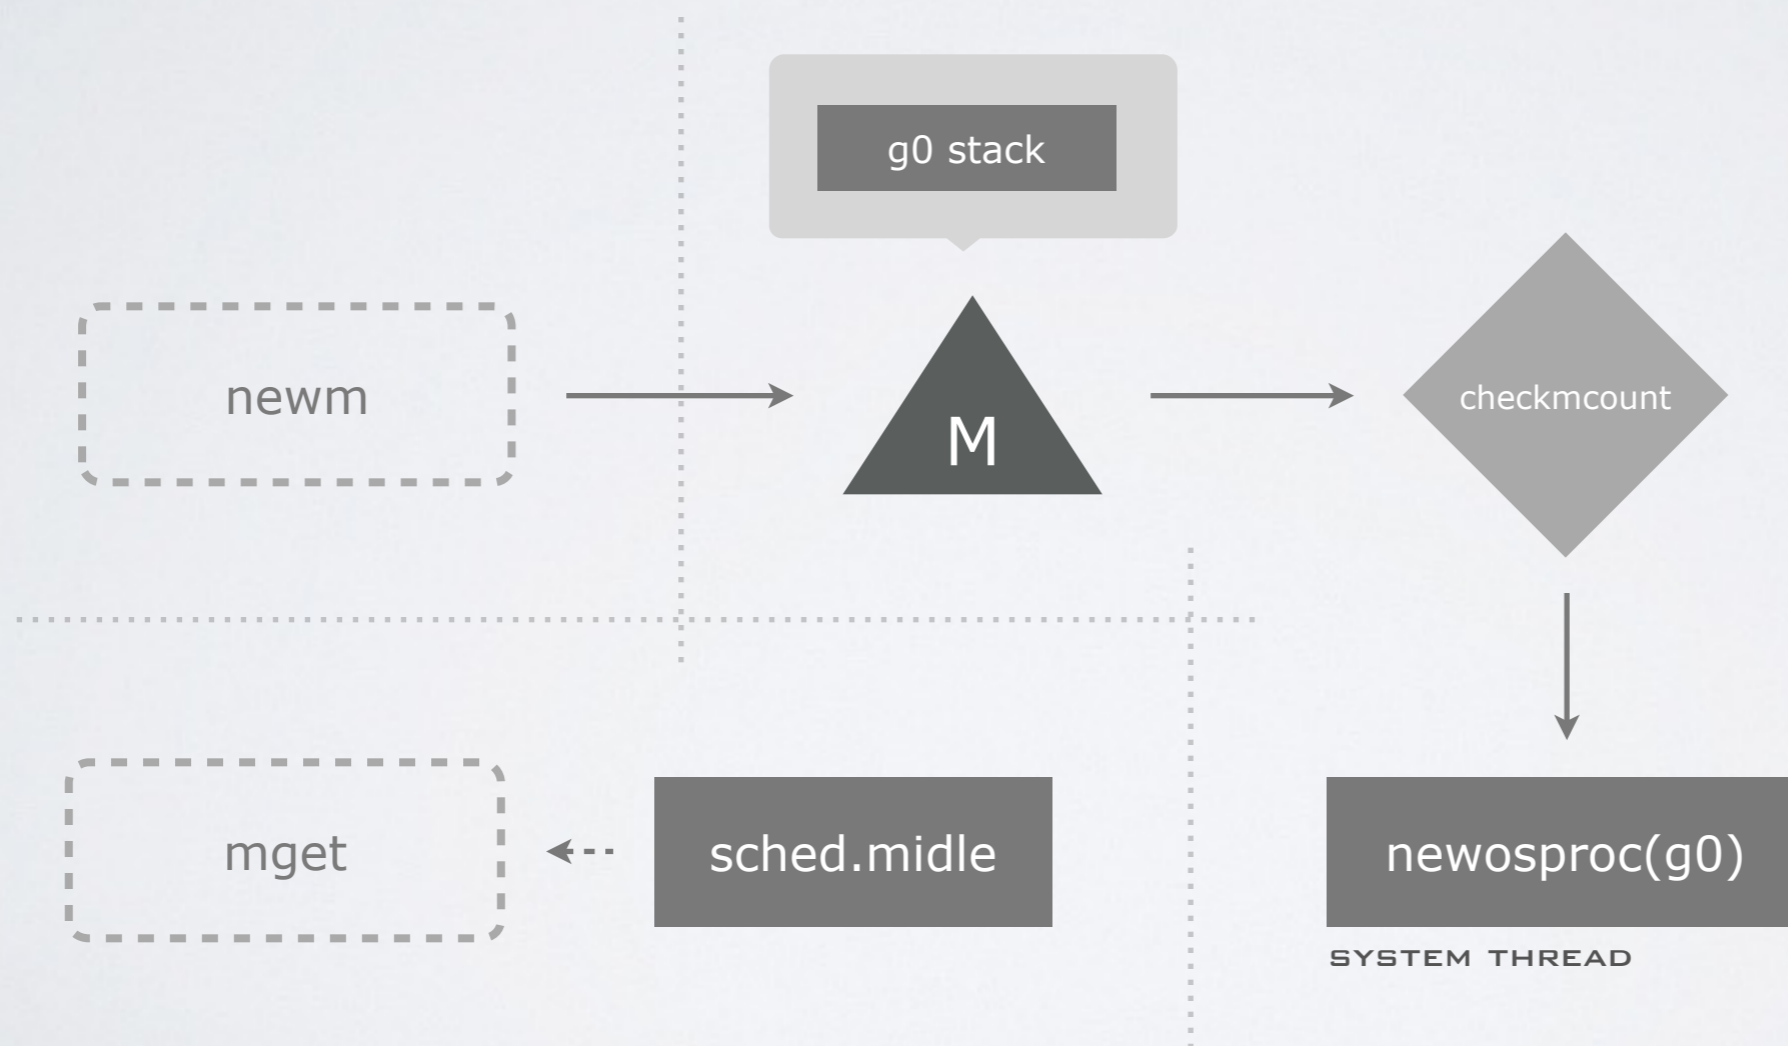 g0 stack
newm
M
checkmcount
mget
sched.midle
newosproc(g0)
SYSTEM THREAD